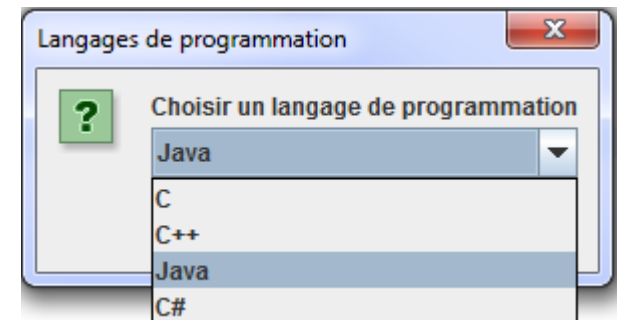 Langages de programmation
?
Choisir un langage de programmation
Java
C
C++
Java
C#